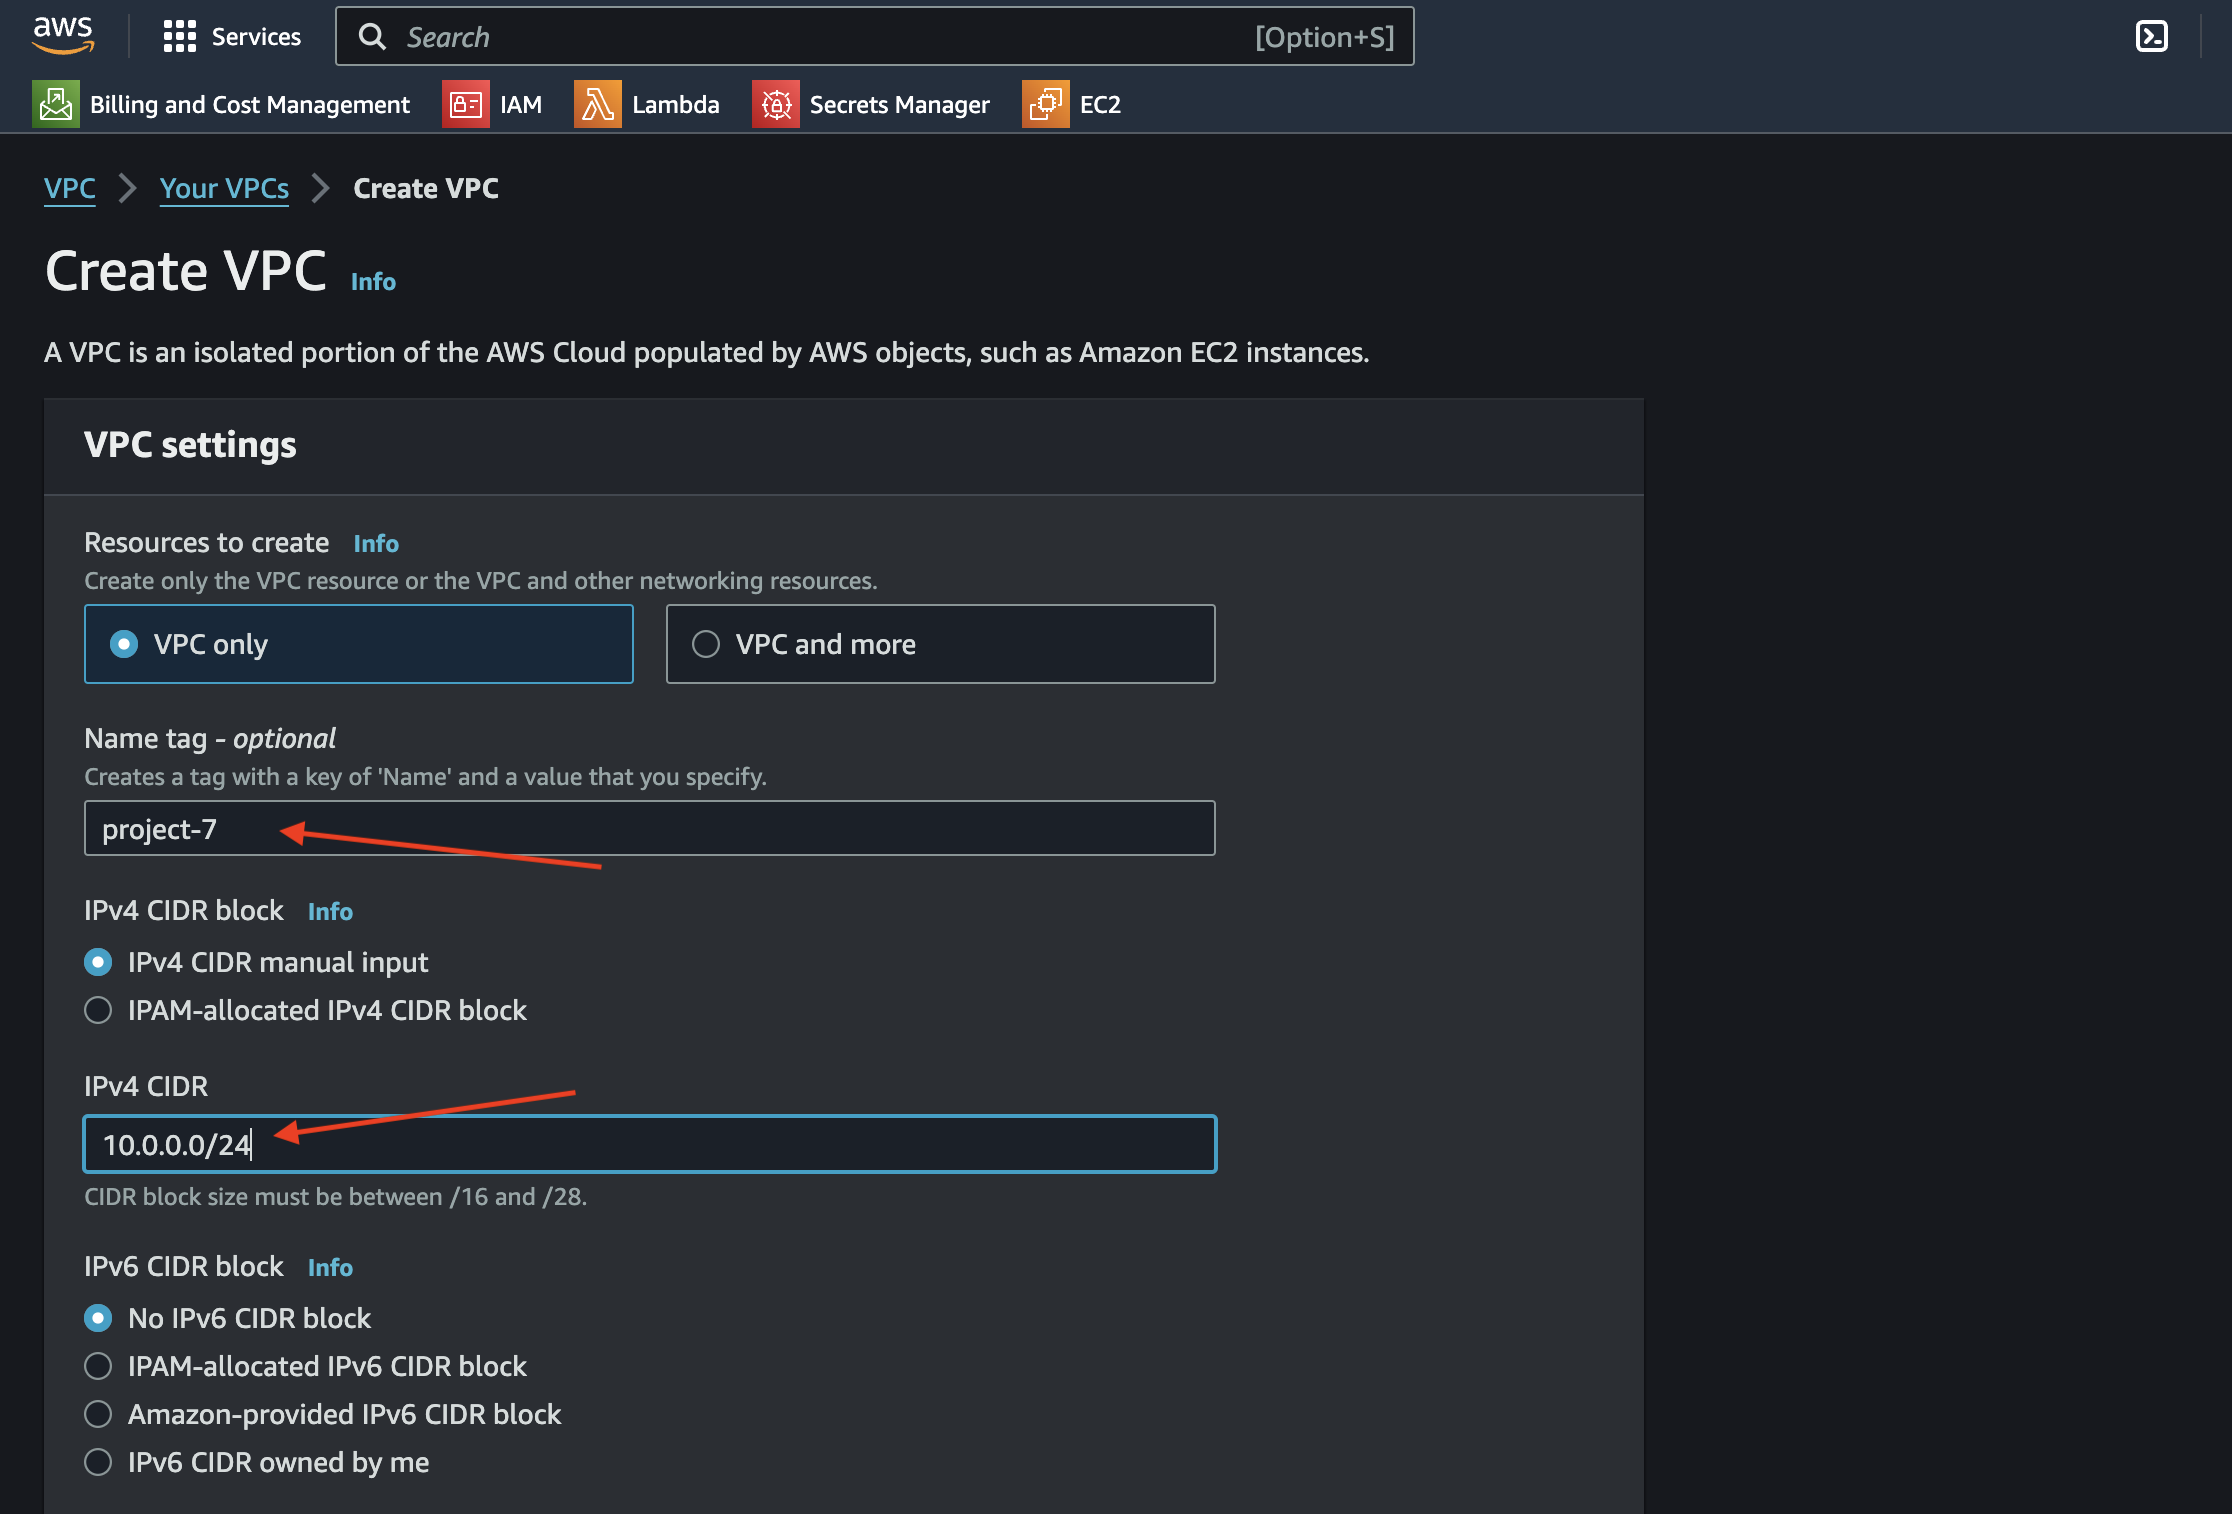 aws Services Search [Option+S]
Billing and Cost Management IAM Lambda Secrets Manager EC2
VPC Your VPCs Create VPC
Create VPC Info
A VPC is an isolated portion of the AWS Cloud populated by AWS objects, such as Amazon EC2 instances.
VPC settings
Resources to create Info
Create only the VPC resource or the VPC and other networking resources.
VPC only VPC and more
Name tag - optional
Creates a tag with a key of 'Name' and a value that you specify.
project-7
IPv4 CIDR block Info
IPv4 CIDR manual input
IPAM-allocated IPv4 CIDR block
IPv4 CIDR
10.0.0.0/24
CIDR block size must be between /16 and /28.
IPv6 CIDR block Info
No IPv6 CIDR block
IPAM-allocated IPv6 CIDR block
Amazon-provided IPv6 CIDR block
IPv6 CIDR owned by me